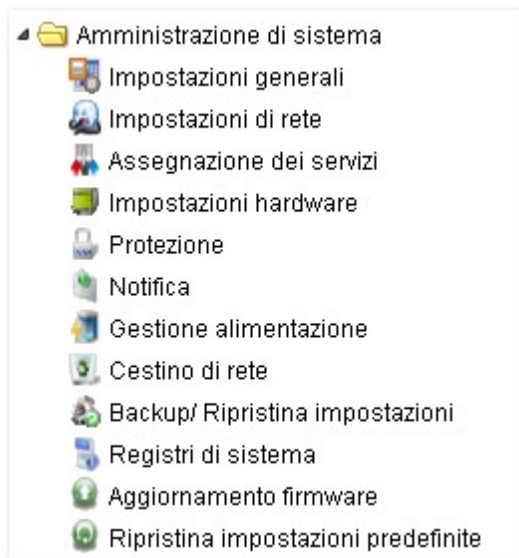 Amministrazione di sistema
Impostazioni generali
Impostazioni di rete
Assegnazione dei servizi
Impostazioni hardware
Protezione
Notifica
Gestione alimentazione
Cestino di rete
Backup/ Ripristina impostazioni
Registri di sistema
Aggiornamento firmware
Ripristina impostazioni predefinite